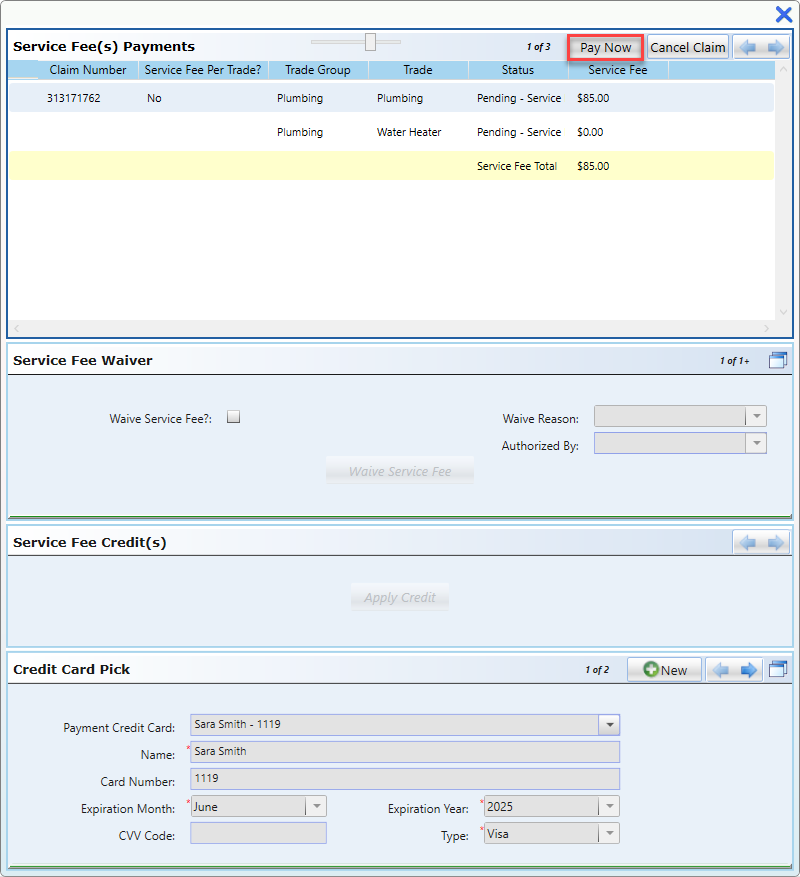 Service Fee(s) Payments 1 of 3 Pay Now Cancel Claim
Claim Number Service Fee Per Trade? Trade Group Trade Status Service Fee
313171762 No Plumbing Plumbing Pending - Service $85.00
Plumbing Water Heater Pending - Service $0.00
Service Fee Total $85.00
Service Fee Waiver 1 of 1+
Waive Service Fee?: Waive Reason:
Authorized By:
Waive Service Fee
Service Fee Credit(s)
Apply Credit
Credit Card Pick 1 of 2 New
Payment Credit Card: Sara Smith - 1119
Name: * Sara Smith
Card Number: 1119
Expiration Month: * June Expiration Year: * 2025
CVV Code: Type: * Visa